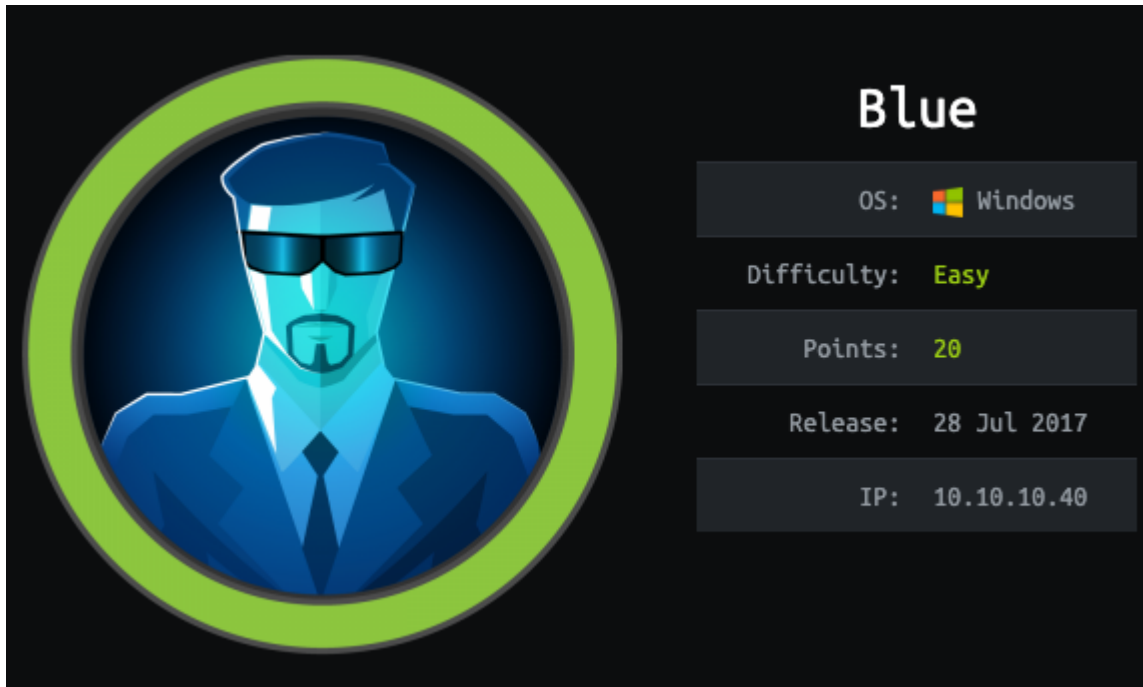 Blue
OS: Windows
Difficulty: Easy
Points: 20
Release: 28 Jul 2017
IP: 10.10.10.40